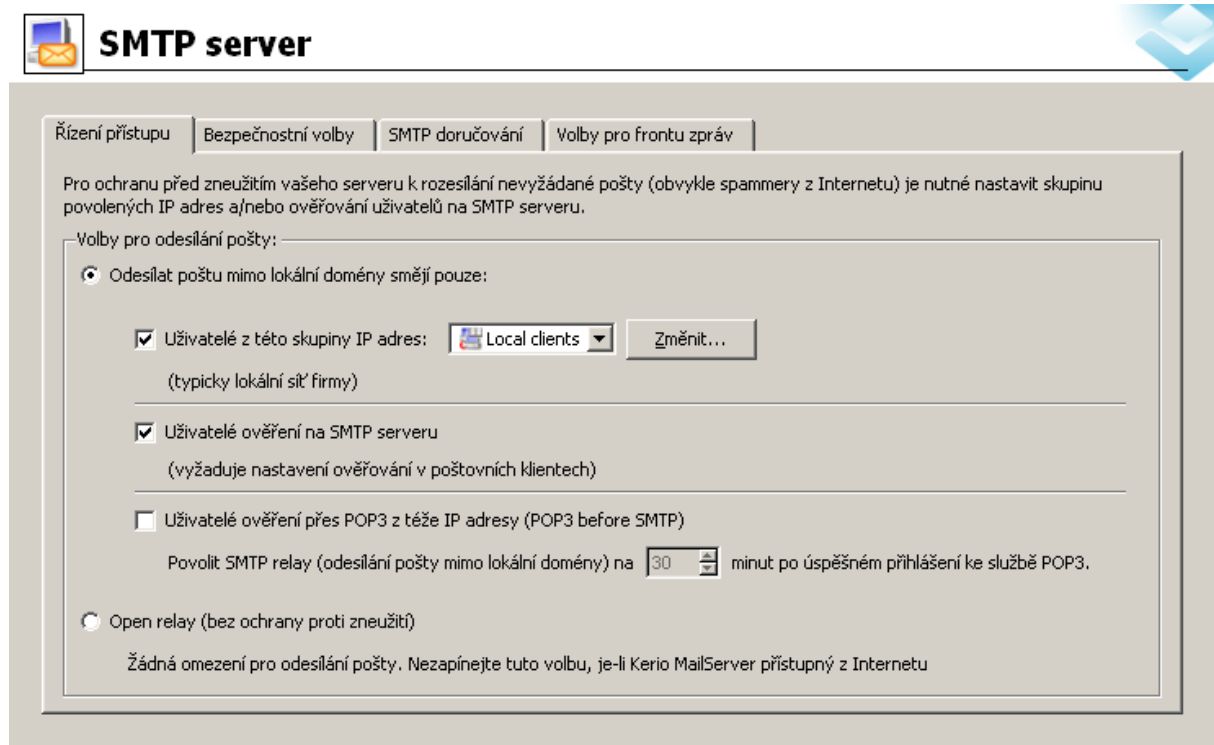 SMTP server
Řízení přístupu Bezpečnostní volby SMTP doručování Volby pro frontu zpráv
Pro ochranu před zneužitím vašeho serveru k rozesílání nevyžádané pošty (obvykle spammery z Internetu) je nutné nastavit skupinu
povolených IP adres a/nebo ověřování uživatelů na SMTP serveru.
Volby pro odesílání pošty:
Odesílat poštu mimo lokální domény smějí pouze:
Uživatelé z této skupiny IP adres: Local clients Změnit...
(typicky lokální síť firmy)
Uživatelé ověření na SMTP serveru
(vyžaduje nastavení ověřování v poštovních klientech)
Uživatelé ověření přes POP3 z téže IP adresy (POP3 before SMTP)
Povolit SMTP relay (odesílání pošty mimo lokální domény) na 30 minut po úspěšném přihlášení ke službě POP3.
Open relay (bez ochrany proti zneužití)
Žádná omezení pro odesílání pošty. Nezapínejte tuto volbu, je-li Kerio MailServer přístupný z Internetu